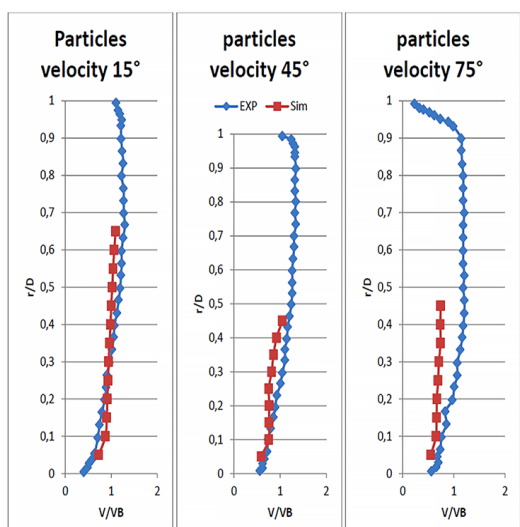 Particles
velocity 15°
1
0,9
0,8
0,7
0,6
0,5
0,4
0,3
0,2
0,1
0
r/D
0 1 2
V/VB
particles
velocity 45°
EXP Sim
1
0,9
0,8
0,7
0,6
0,5
0,4
0,3
0,2
0,1
0
r/D
0 1 2
V/VB
particles
velocity 75°
1
0,9
0,8
0,7
0,6
0,5
0,4
0,3
0,2
0,1
0
r/D
0 1 2
V/VB